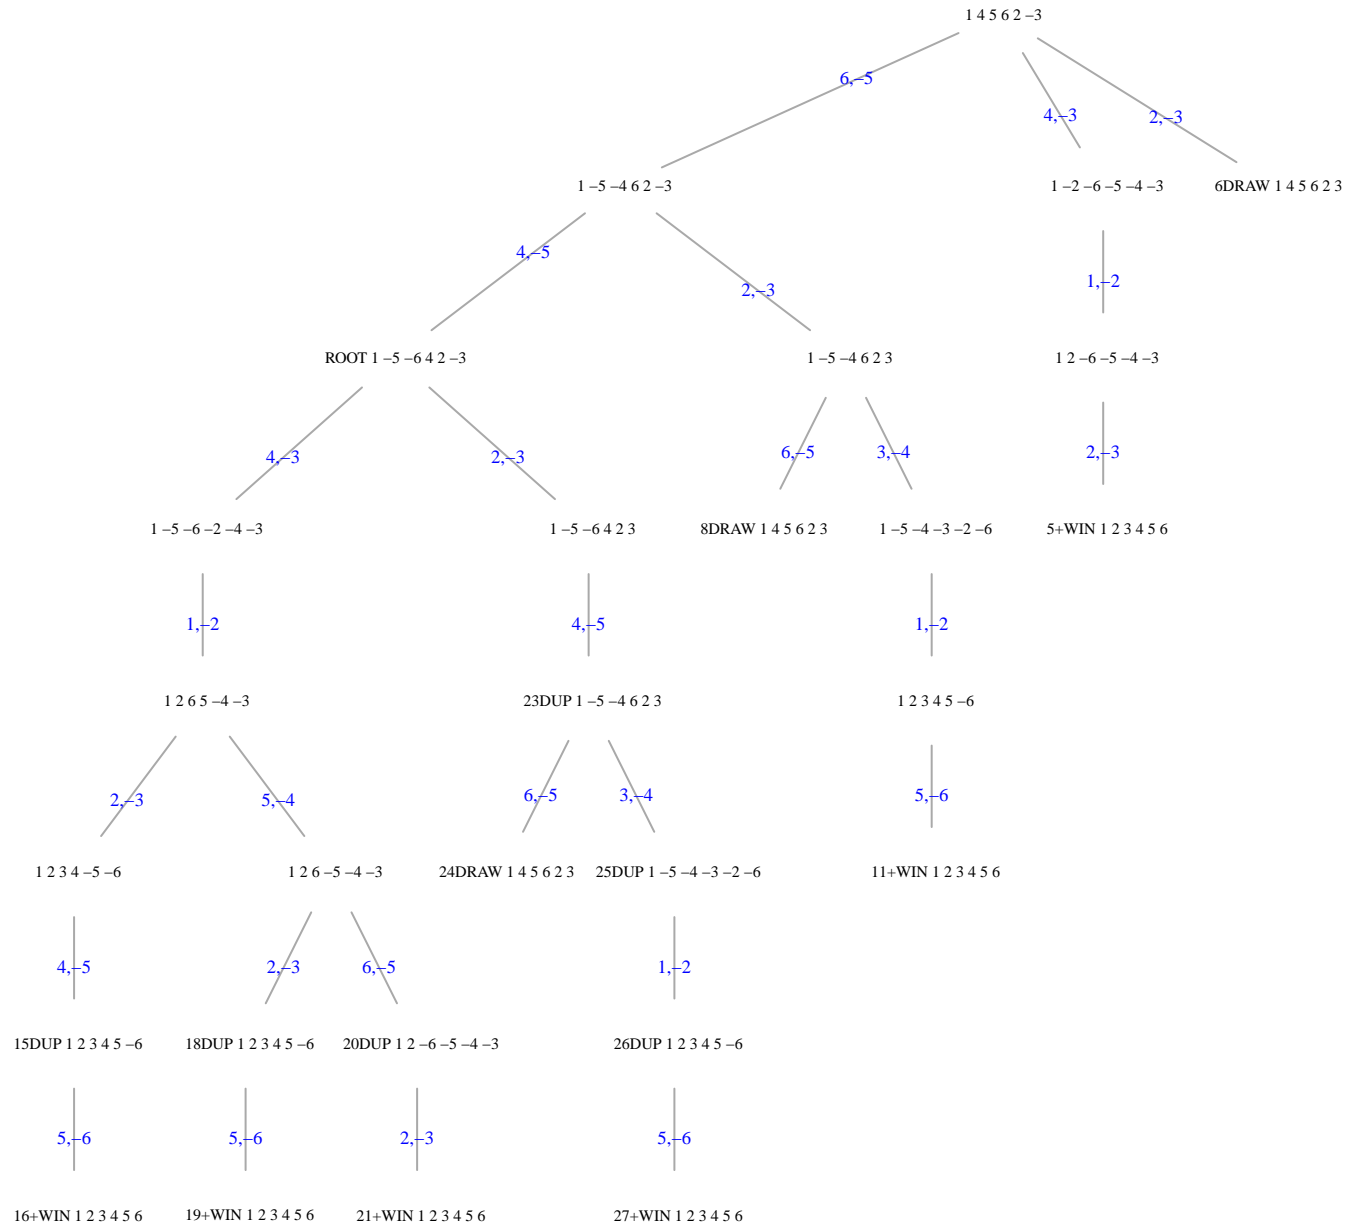 1 4 5 6 2 –3
6,–5
4,–3
2,–3
1 –5 –4 6 2 –3
1 –2 –6 –5 –4 –3
6DRAW 1 4 5 6 2 3
4,–5
2,–3
1,–2
ROOT 1 –5 –6 4 2 –3
1 –5 –4 6 2 3
1 2 –6 –5 –4 –3
4,–3
2,–3
6,–5
3,–4
2,–3
1 –5 –6 –2 –4 –3
1 –5 –6 4 2 3
8DRAW 1 4 5 6 2 3
1 –5 –4 –3 –2 –6
5+WIN 1 2 3 4 5 6
1,–2
4,–5
1,–2
1 2 6 5 –4 –3
23DUP 1 –5 –4 6 2 3
1 2 3 4 5 –6
2,–3
5,–4
6,–5
3,–4
5,–6
1 2 3 4 –5 –6
1 2 6 –5 –4 –3
24DRAW 1 4 5 6 2 3
25DUP 1 –5 –4 –3 –2 –6
11+WIN 1 2 3 4 5 6
4,–5
2,–3
6,–5
1,–2
15DUP 1 2 3 4 5 –6
18DUP 1 2 3 4 5 –6
20DUP 1 2 –6 –5 –4 –3
26DUP 1 2 3 4 5 –6
5,–6
5,–6
2,–3
5,–6
16+WIN 1 2 3 4 5 6
19+WIN 1 2 3 4 5 6
21+WIN 1 2 3 4 5 6
27+WIN 1 2 3 4 5 6